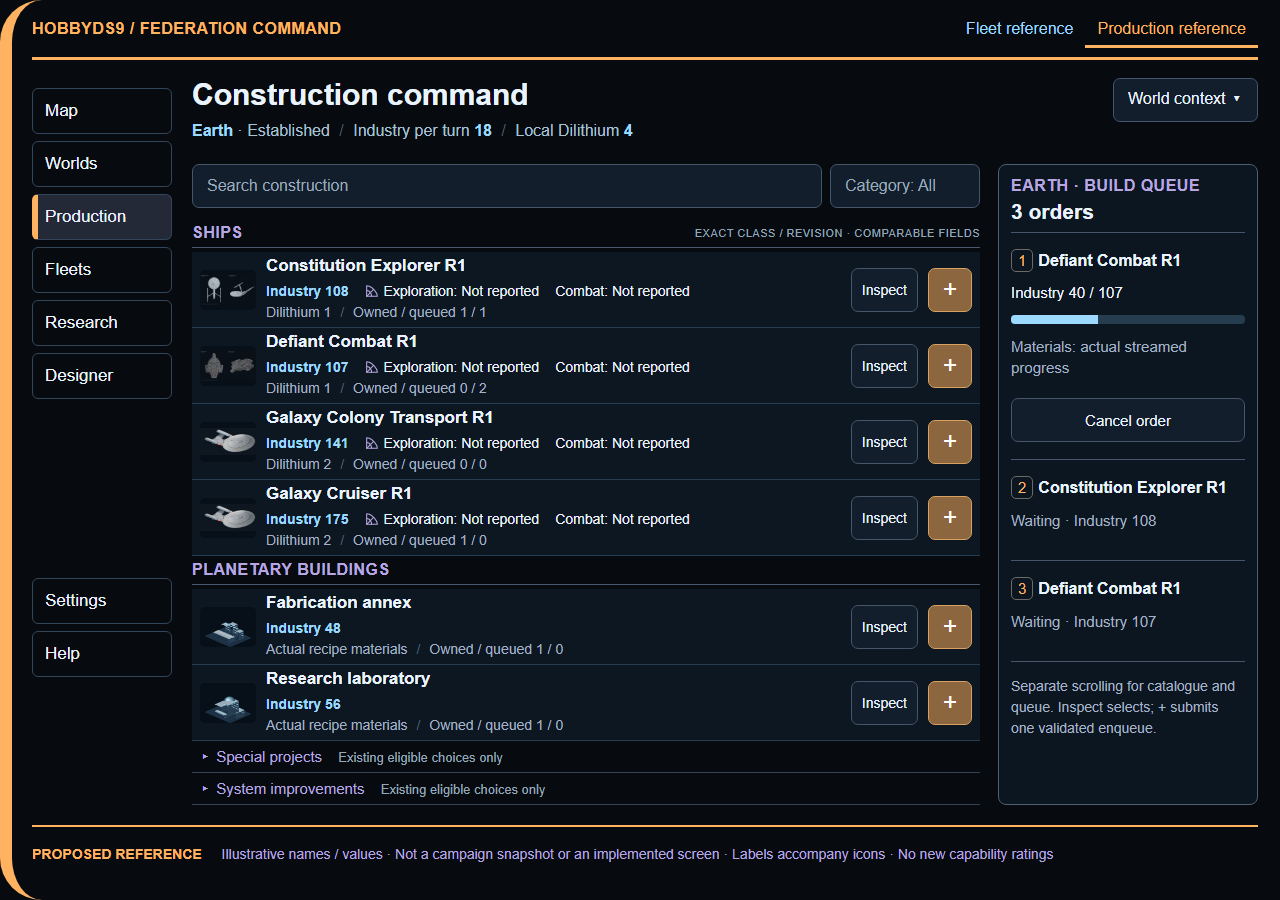 HOBBYDS9 / FEDERATION COMMAND
Fleet reference
Production reference
Map
Worlds
Production
Fleets
Research
Designer
Settings
Help
Construction command
Earth · Established / Industry per turn 18 / Local Dilithium 4
World context ▾
Search construction
Category: All
SHIPS
EXACT CLASS / REVISION · COMPARABLE FIELDS
Constitution Explorer R1
Industry 108 Exploration: Not reported Combat: Not reported
Dilithium 1 / Owned / queued 1 / 1
Inspect
+
Defiant Combat R1
Industry 107 Exploration: Not reported Combat: Not reported
Dilithium 1 / Owned / queued 0 / 2
Inspect
+
Galaxy Colony Transport R1
Industry 141 Exploration: Not reported Combat: Not reported
Dilithium 2 / Owned / queued 0 / 0
Inspect
+
Galaxy Cruiser R1
Industry 175 Exploration: Not reported Combat: Not reported
Dilithium 2 / Owned / queued 1 / 0
Inspect
+
PLANETARY BUILDINGS
Fabrication annex
Industry 48
Actual recipe materials / Owned / queued 1 / 0
Inspect
+
Research laboratory
Industry 56
Actual recipe materials / Owned / queued 1 / 0
Inspect
+
▸ Special projects Existing eligible choices only
▸ System improvements Existing eligible choices only
EARTH · BUILD QUEUE
3 orders
1 Defiant Combat R1
Industry 40 / 107
Materials: actual streamed
progress
Cancel order
2 Constitution Explorer R1
Waiting · Industry 108
3 Defiant Combat R1
Waiting · Industry 107
Separate scrolling for catalogue and
queue. Inspect selects; + submits
one validated enqueue.
PROPOSED REFERENCE Illustrative names / values · Not a campaign snapshot or an implemented screen · Labels accompany icons · No new capability ratings